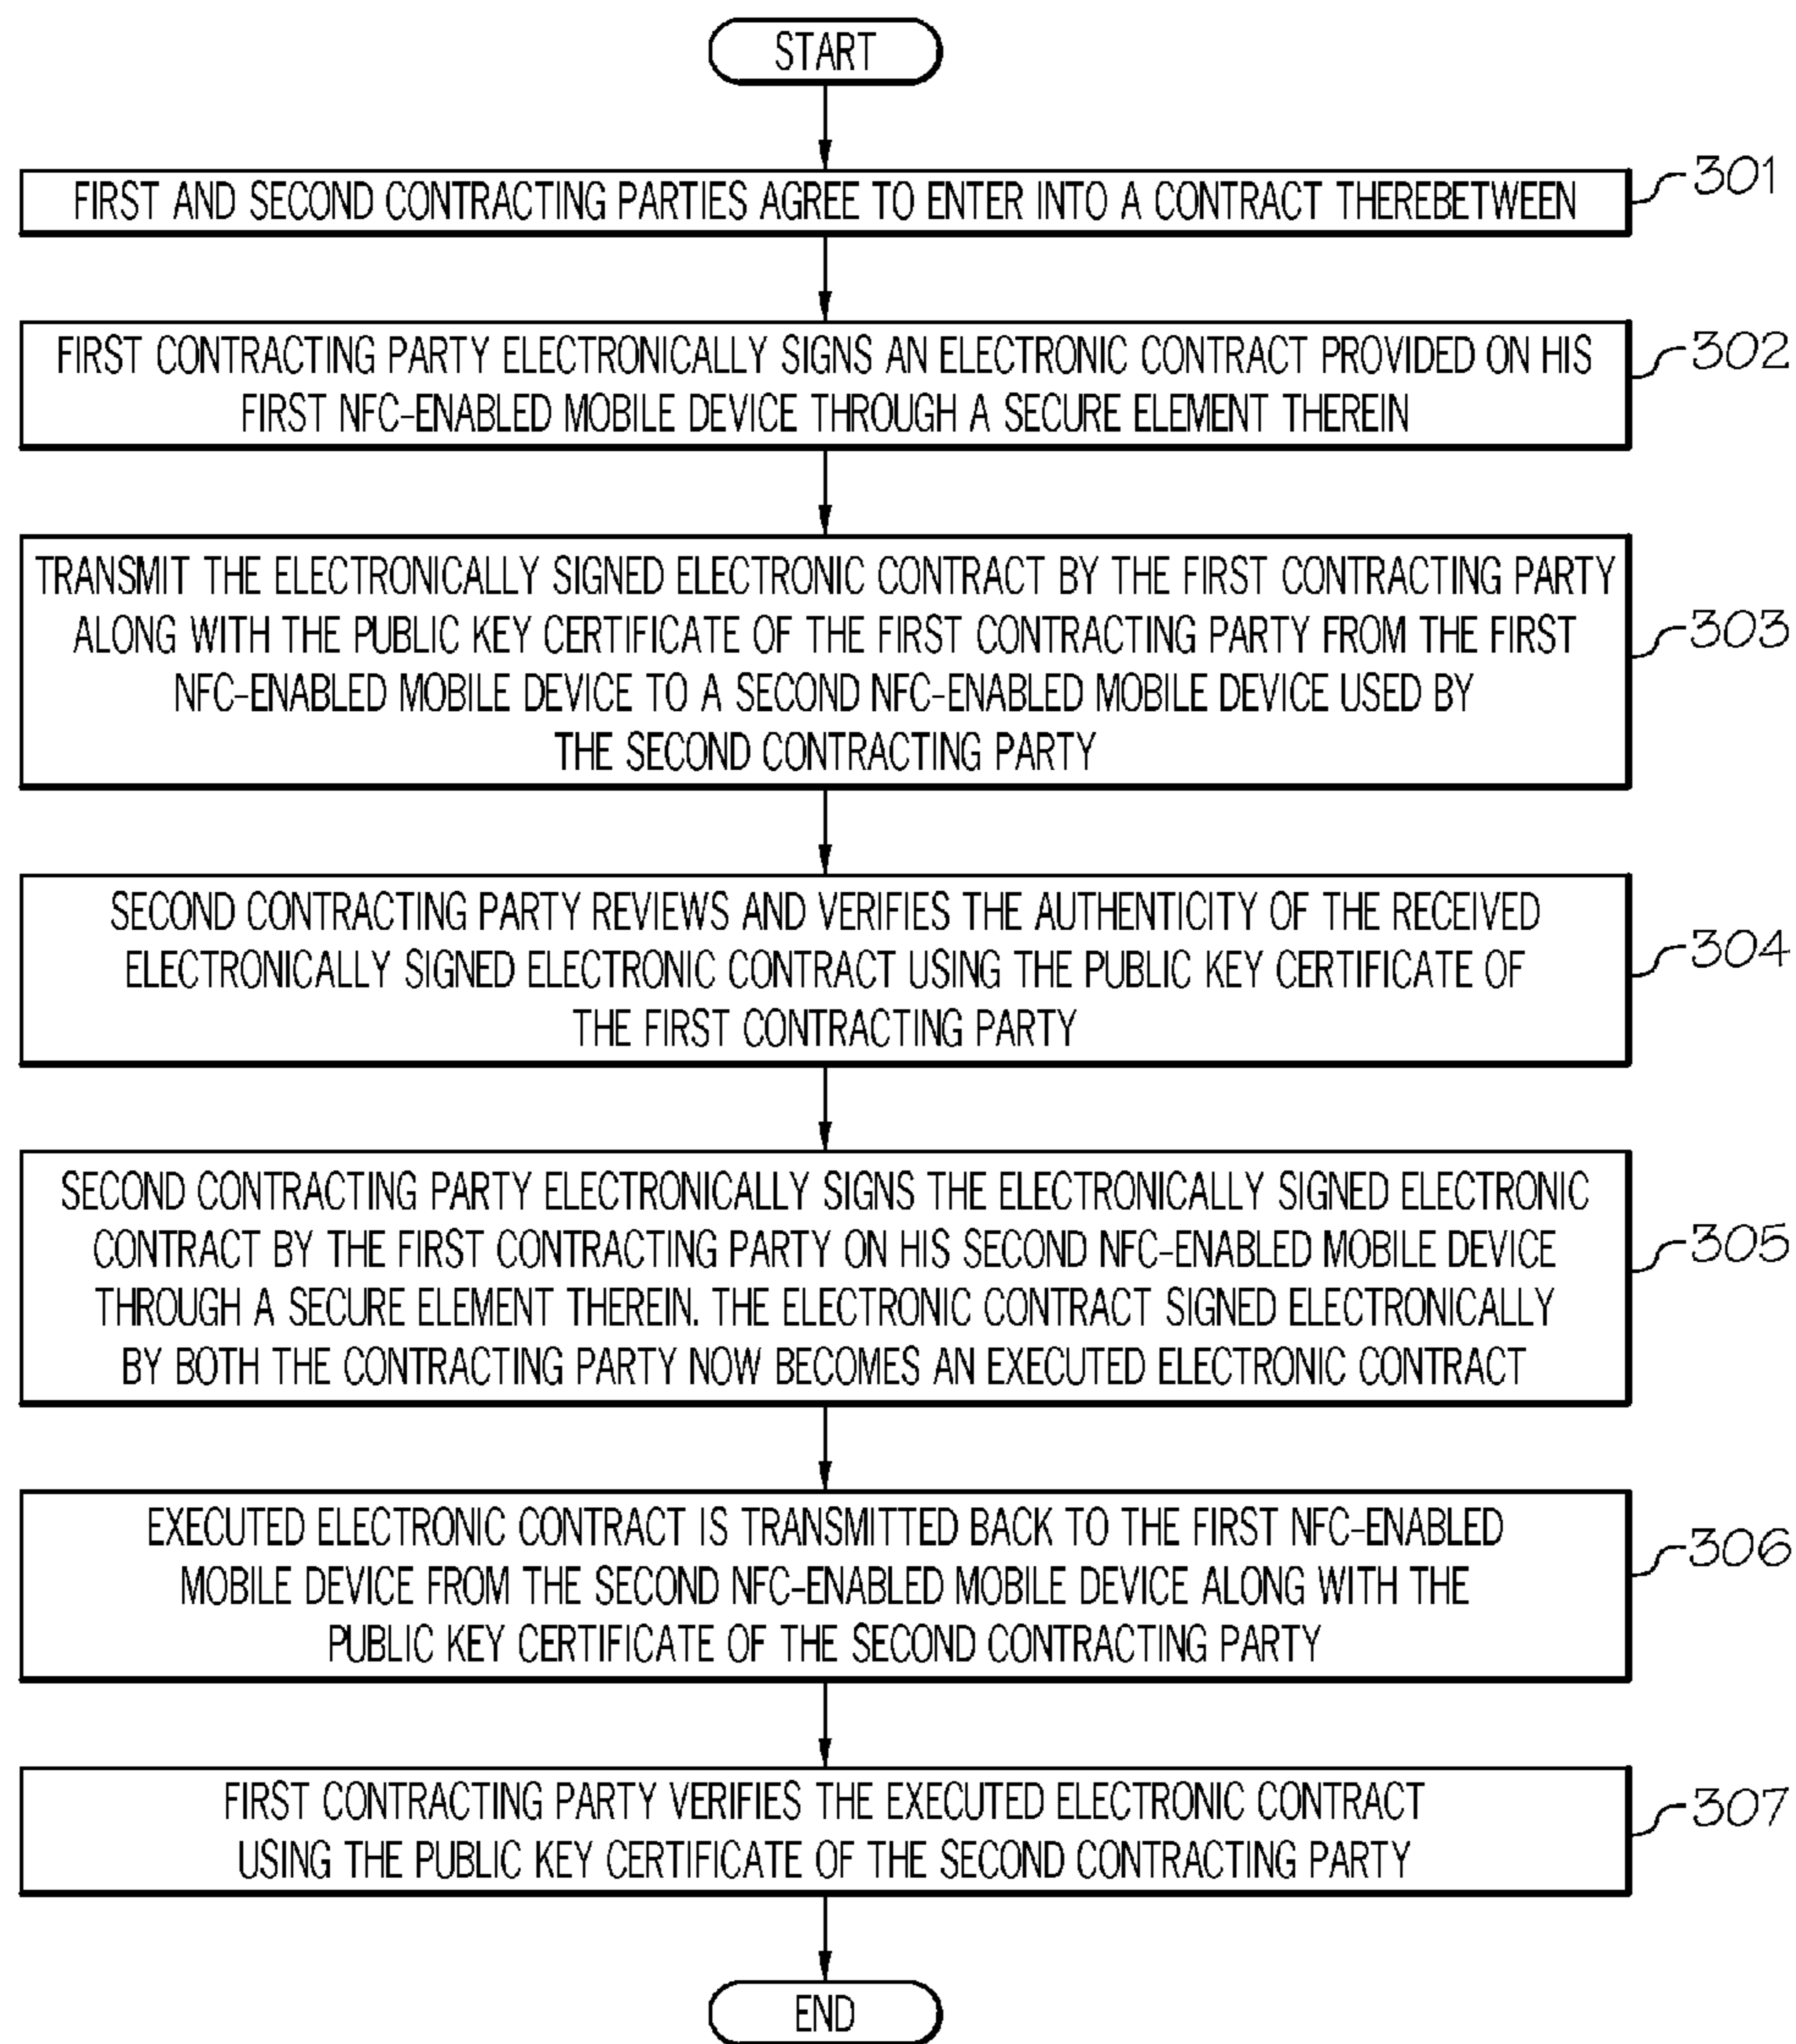 START
FIRST AND SECOND CONTRACTING PARTIES AGREE TO ENTER INTO A CONTRACT THEREBETWEEN
301
FIRST CONTRACTING PARTY ELECTRONICALLY SIGNS AN ELECTRONIC CONTRACT PROVIDED ON HIS
FIRST NFC-ENABLED MOBILE DEVICE THROUGH A SECURE ELEMENT THEREIN
302
TRANSMIT THE ELECTRONICALLY SIGNED ELECTRONIC CONTRACT BY THE FIRST CONTRACTING PARTY
ALONG WITH THE PUBLIC KEY CERTIFICATE OF THE FIRST CONTRACTING PARTY FROM THE FIRST
NFC-ENABLED MOBILE DEVICE TO A SECOND NFC-ENABLED MOBILE DEVICE USED BY
THE SECOND CONTRACTING PARTY
303
SECOND CONTRACTING PARTY REVIEWS AND VERIFIES THE AUTHENTICITY OF THE RECEIVED
ELECTRONICALLY SIGNED ELECTRONIC CONTRACT USING THE PUBLIC KEY CERTIFICATE OF
THE FIRST CONTRACTING PARTY
304
SECOND CONTRACTING PARTY ELECTRONICALLY SIGNS THE ELECTRONICALLY SIGNED ELECTRONIC
CONTRACT BY THE FIRST CONTRACTING PARTY ON HIS SECOND NFC-ENABLED MOBILE DEVICE
THROUGH A SECURE ELEMENT THEREIN. THE ELECTRONIC CONTRACT SIGNED ELECTRONICALLY
BY BOTH THE CONTRACTING PARTY NOW BECOMES AN EXECUTED ELECTRONIC CONTRACT
305
EXECUTED ELECTRONIC CONTRACT IS TRANSMITTED BACK TO THE FIRST NFC-ENABLED
MOBILE DEVICE FROM THE SECOND NFC-ENABLED MOBILE DEVICE ALONG WITH THE
PUBLIC KEY CERTIFICATE OF THE SECOND CONTRACTING PARTY
306
FIRST CONTRACTING PARTY VERIFIES THE EXECUTED ELECTRONIC CONTRACT
USING THE PUBLIC KEY CERTIFICATE OF THE SECOND CONTRACTING PARTY
307
END